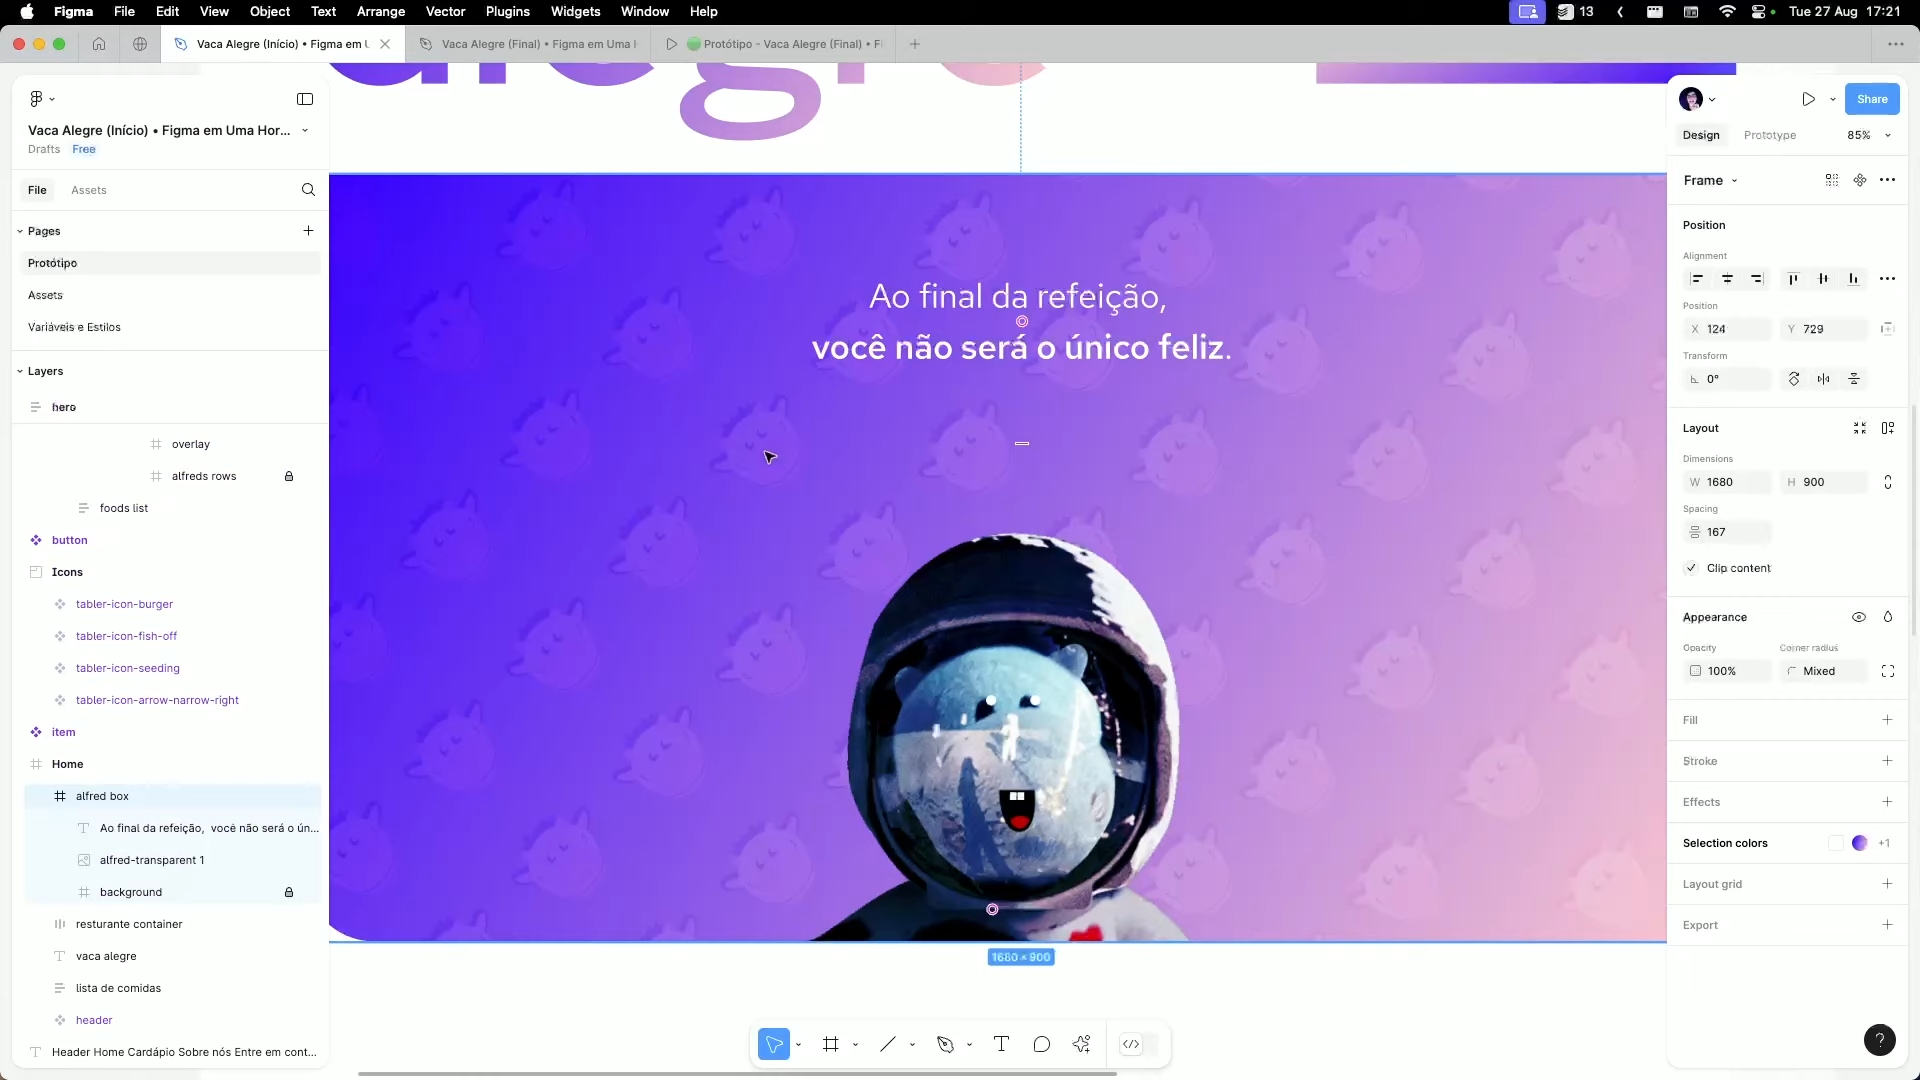 Figma File Edit View Object Text Arrange Vector Plugins Widgets Window Help
13
Tue 27 Aug 17:21
Vaca Alegre (Início) • Figma em U
Vaca Alegre (Final) • Figma em Uma
Protótipo - Vaca Alegre (Final) • F
alegre
Vaca Alegre (Início) • Figma em Uma Hor...
Drafts Free
File Assets
Pages
Protótipo
Assets
Variáveis e Estilos
Layers
hero
overlay
alfreds rows
foods list
button
Icons
tabler-icon-burger
tabler-icon-fish-off
tabler-icon-seeding
tabler-icon-arrow-narrow-right
item
Home
alfred box
Ao final da refeição, você não será o ún...
alfred-transparent 1
background
resturante container
vaca alegre
lista de comidas
header
Header Home Cardápio Sobre nós Entre em cont...
Ao final da refeição,
você não será o único feliz.
1680 × 900
Share
Design Prototype 85%
Frame
Position
Alignment
Position
X 124 Y 729
Transform
0°
Layout
Dimensions
W 1680 H 900
Spacing
167
Clip content
Appearance
Opacity Corner radius
100% Mixed
Fill
Stroke
Effects
Selection colors +1
Layout grid
Export
?